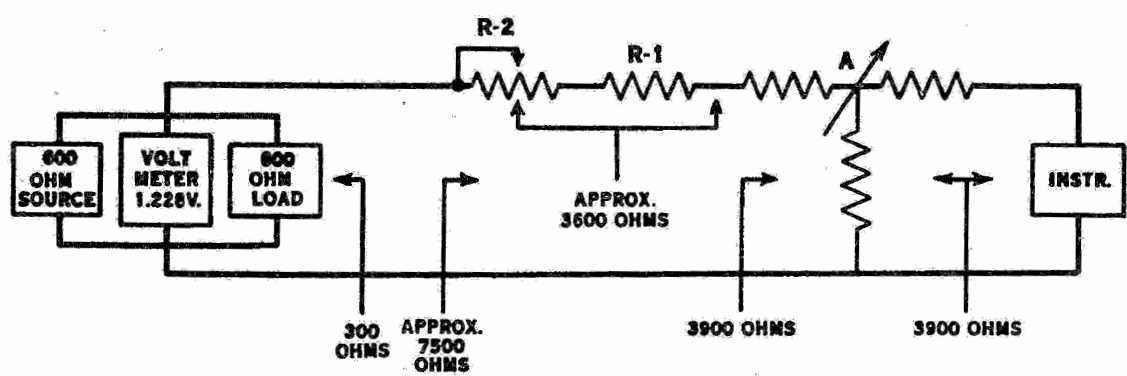 R-2
R-1
A
600
OHM
SOURCE
VOLT
METER
1.228V.
600
OHM
LOAD
APPROX.
3600 OHMS
INSTR.
300
OHMS
APPROX.
7500
OHMS
3900 OHMS
3900 OHMS